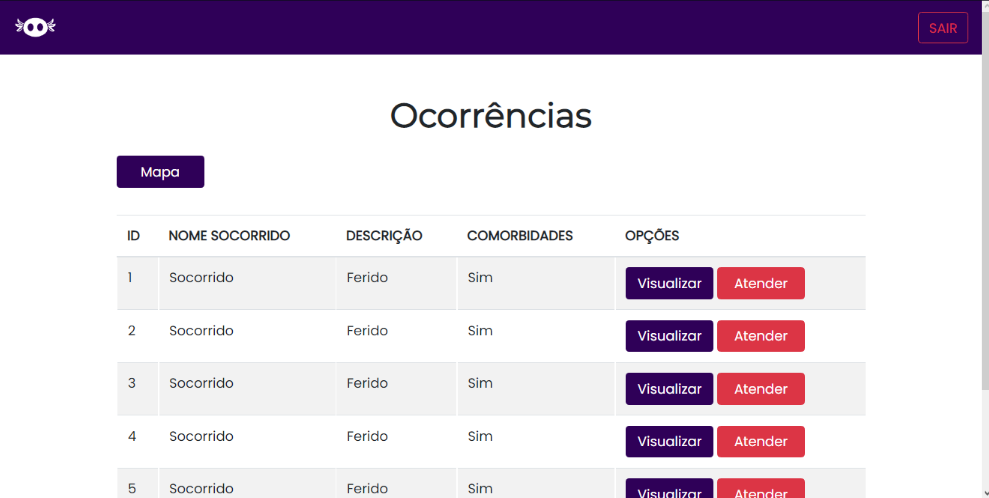 SAIR
Ocorrências
Mapa
ID NOME SOCORRIDO DESCRIÇÃO COMORBIDADES OPÇÕES
1 Socorrido Ferido Sim Visualizar Atender
2 Socorrido Ferido Sim Visualizar Atender
3 Socorrido Ferido Sim Visualizar Atender
4 Socorrido Ferido Sim Visualizar Atender
5 Socorrido Ferido Sim Visualizar Atender